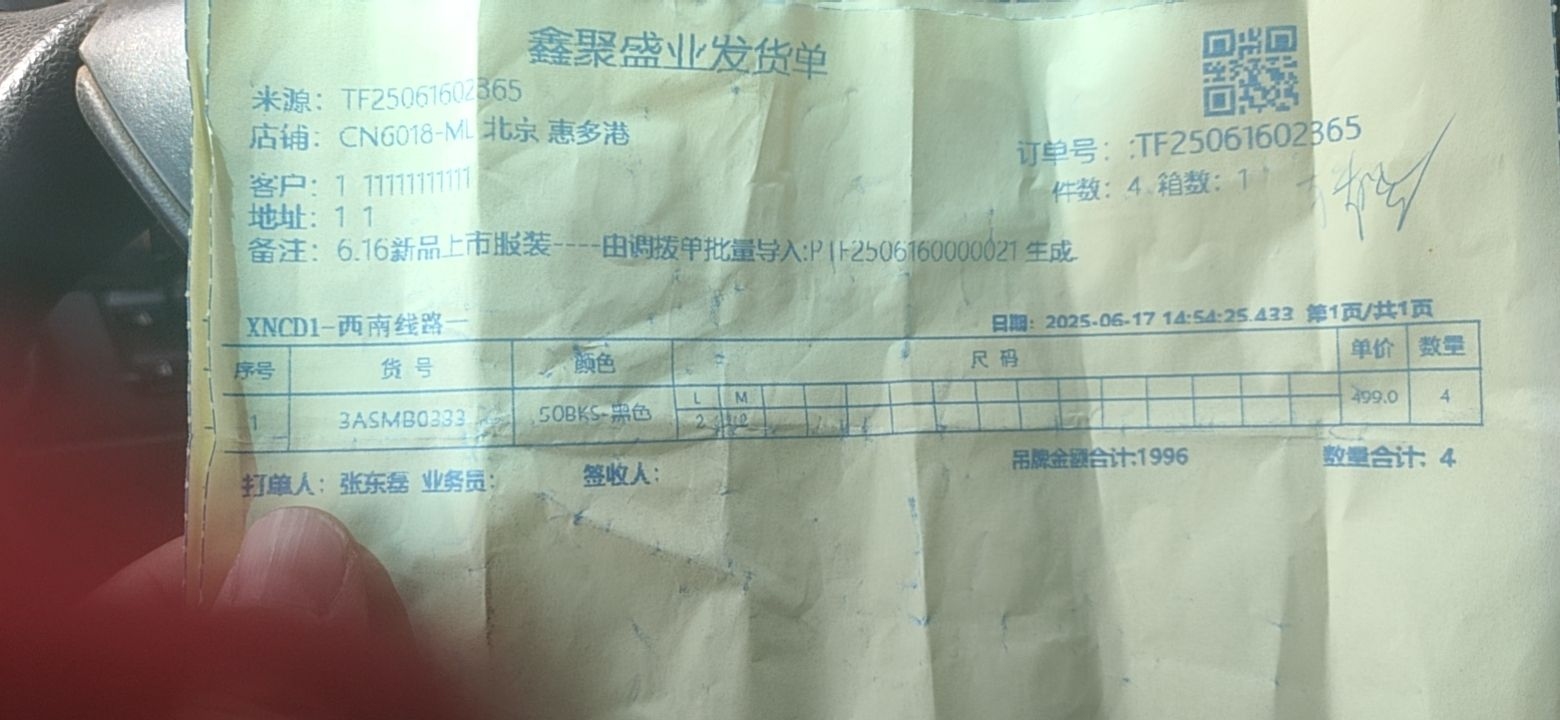 鑫聚盛业发货单
来源：TF25061602365
店铺：CN6018-ML 北京 惠多港
订单号：:TF25061602365
客户：1 11111111111
件数：4 箱数：1
地址：1 1
备注：6.16新品上市服装----由调拨单批量导入:PTF2506160000021 生成
XNCD1-西南线路一
日期：2025-06-17 14:54:25.433 第1页/共1页
序号 货号 颜色 尺码 单价 数量
L M
1 3ASMB0333 50BKS-黑色 2 2 499.0 4
吊牌金额合计:1996 数量合计：4
打单人：张东磊 业务员： 签收人：